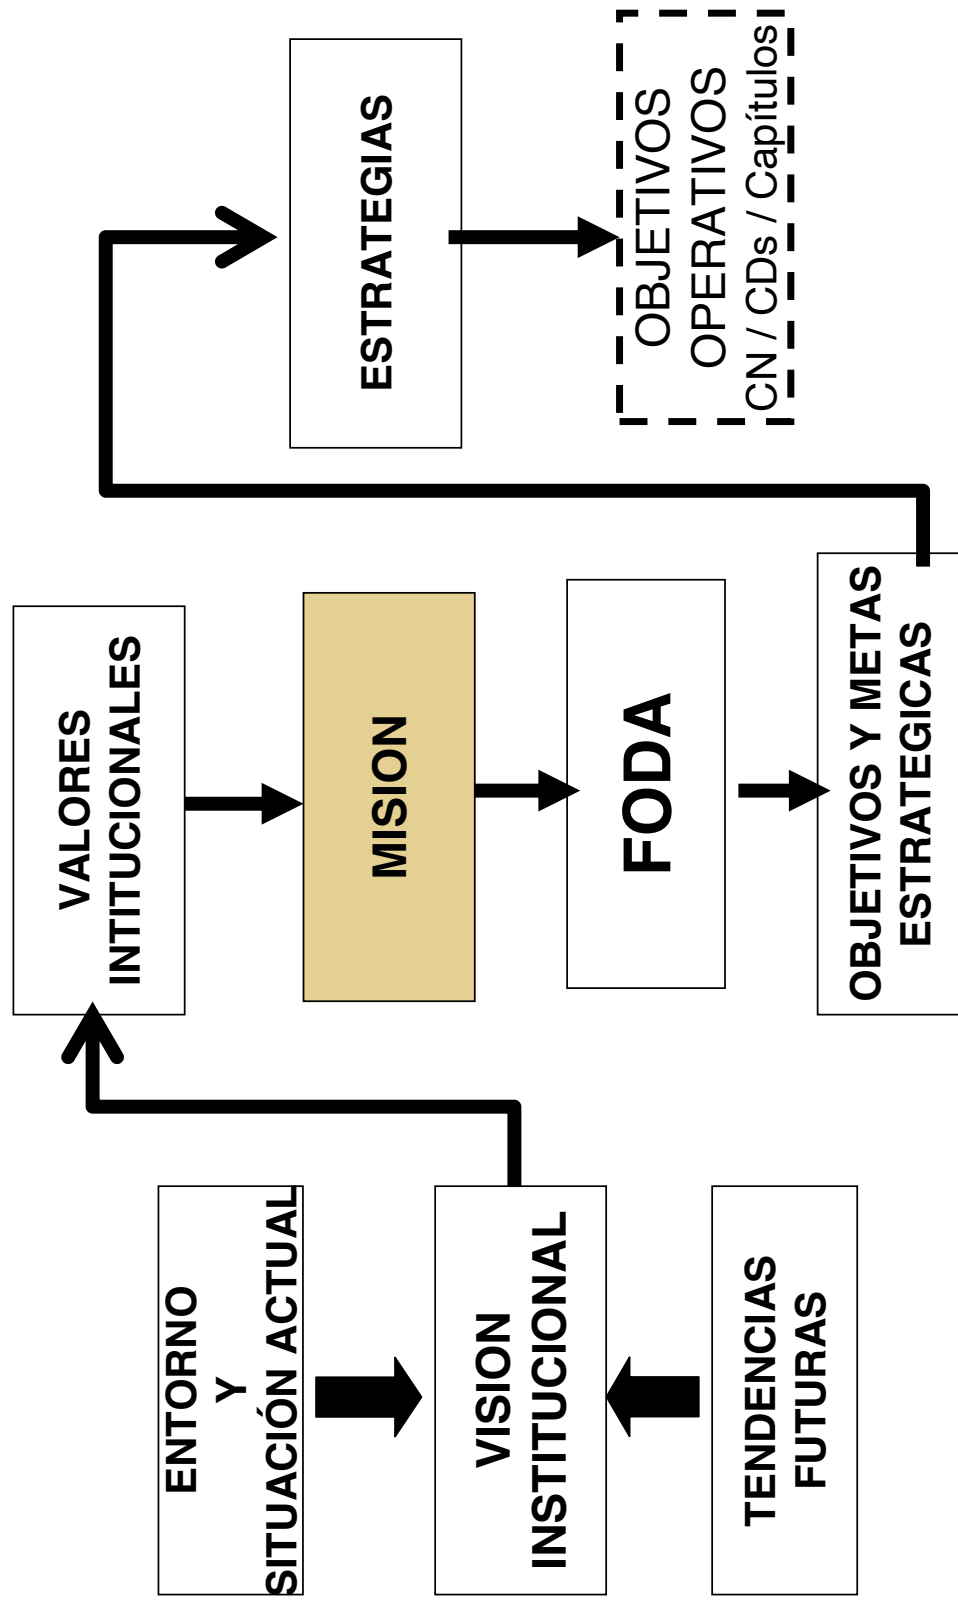 ENTORNO
Y
SITUACIÓN ACTUAL
VISION
INSTITUCIONAL
TENDENCIAS
FUTURAS
VALORES
INTITUCIONALES
MISION
FODA
OBJETIVOS Y METAS
ESTRATEGICAS
ESTRATEGIAS
OBJETIVOS
OPERATIVOS
CN / CDs / Capítulos